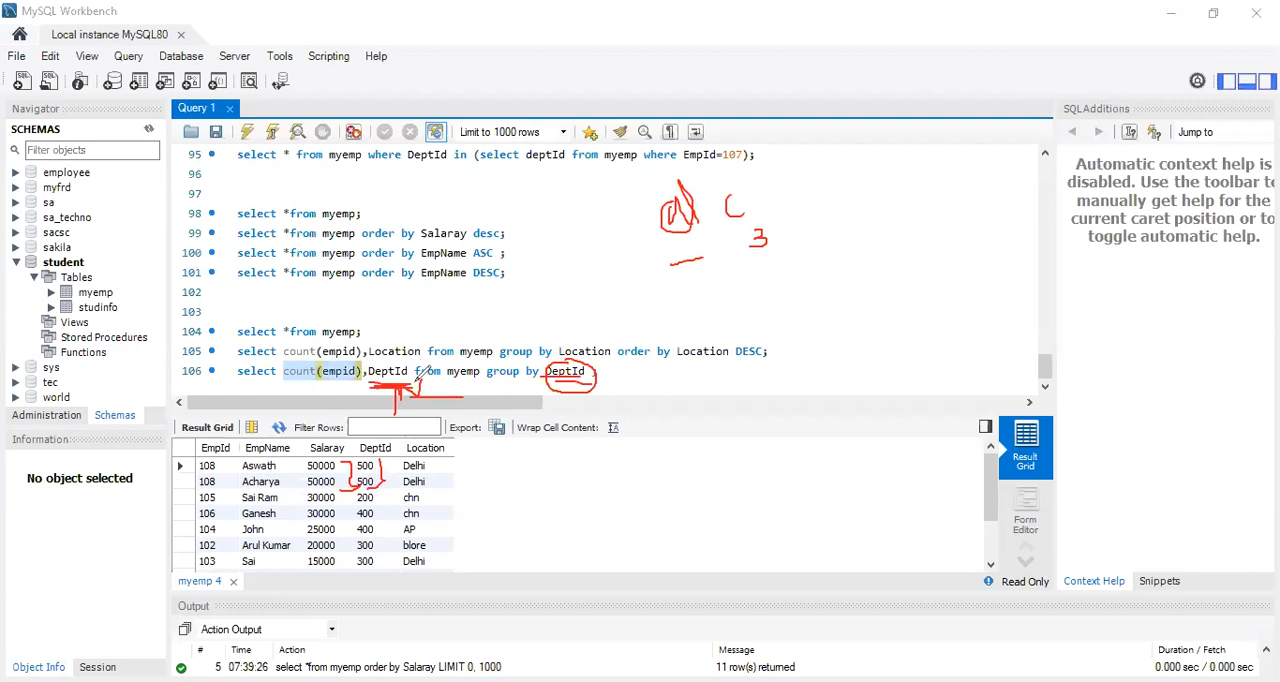 MySQL Workbench
Local instance MySQL80
File Edit View Query Database Server Tools Scripting Help
Navigator
SCHEMAS
Filter objects
employee
myfrd
sa
sa_techno
sacsc
sakila
student
Tables
myemp
studinfo
Views
Stored Procedures
Functions
sys
tec
world
Administration Schemas
Information
No object selected
Object Info Session
Query 1
Limit to 1000 rows
95 select * from myemp where DeptId in (select deptId from myemp where EmpId=107);
96
97
98 select *from myemp;
99 select *from myemp order by Salaray desc;
100 select *from myemp order by EmpName ASC ;
101 select *from myemp order by EmpName DESC;
102
103
104 select *from myemp;
105 select count(empid),Location from myemp group by Location order by Location DESC;
106 select count(empid),DeptId from myemp group by DeptId
C
3
Result Grid Filter Rows: Export: Wrap Cell Content:
EmpId EmpName Salaray DeptId Location
108 Aswath 50000 500 Delhi
108 Acharya 50000 500 Delhi
105 Sai Ram 30000 200 chn
106 Ganesh 30000 400 chn
104 John 25000 400 AP
102 Arul Kumar 20000 300 blore
103 Sai 15000 300 Delhi
Result Grid
Form Editor
myemp 4
Read Only
Output
Action Output
# Time Action Message Duration / Fetch
5 07:39:26 select *from myemp order by Salaray LIMIT 0, 1000 11 row(s) returned 0.000 sec / 0.000 sec
SQLAdditions
Jump to
Automatic context help is
disabled. Use the toolbar to
manually get help for the
current caret position or to
toggle automatic help.
Context Help Snippets